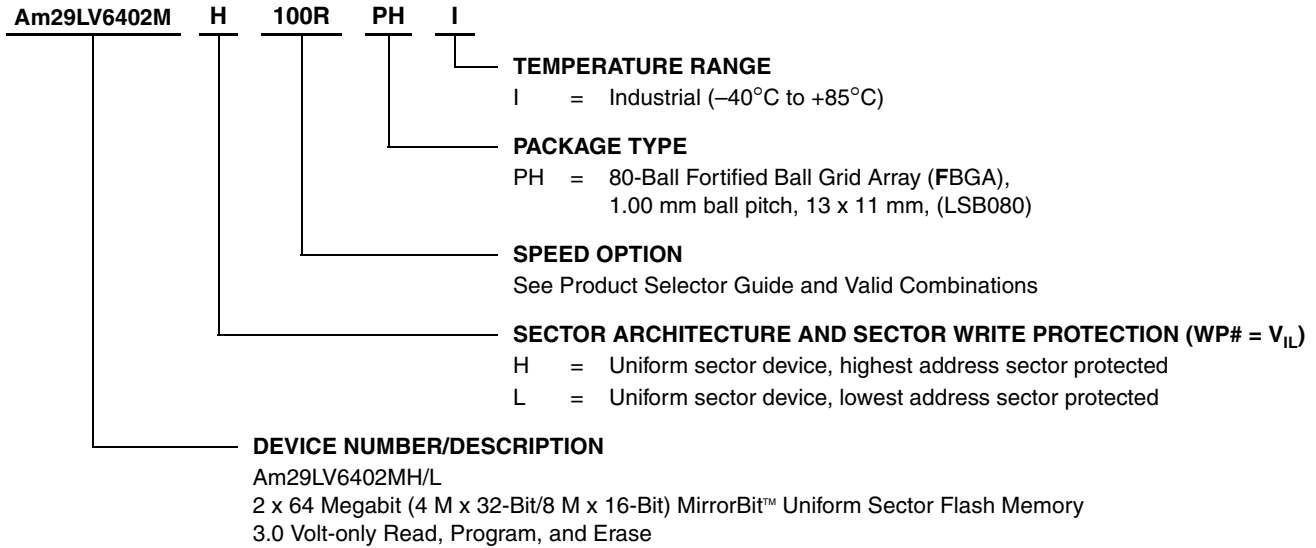 Am29LV6402M H 100R PH I
TEMPERATURE RANGE
I = Industrial (–40°C to +85°C)
PACKAGE TYPE
PH = 80-Ball Fortified Ball Grid Array (FBGA),
1.00 mm ball pitch, 13 x 11 mm, (LSB080)
SPEED OPTION
See Product Selector Guide and Valid Combinations
SECTOR ARCHITECTURE AND SECTOR WRITE PROTECTION (WP# = VIL)
H = Uniform sector device, highest address sector protected
L = Uniform sector device, lowest address sector protected
DEVICE NUMBER/DESCRIPTION
Am29LV6402MH/L
2 x 64 Megabit (4 M x 32-Bit/8 M x 16-Bit) MirrorBit™ Uniform Sector Flash Memory
3.0 Volt-only Read, Program, and Erase